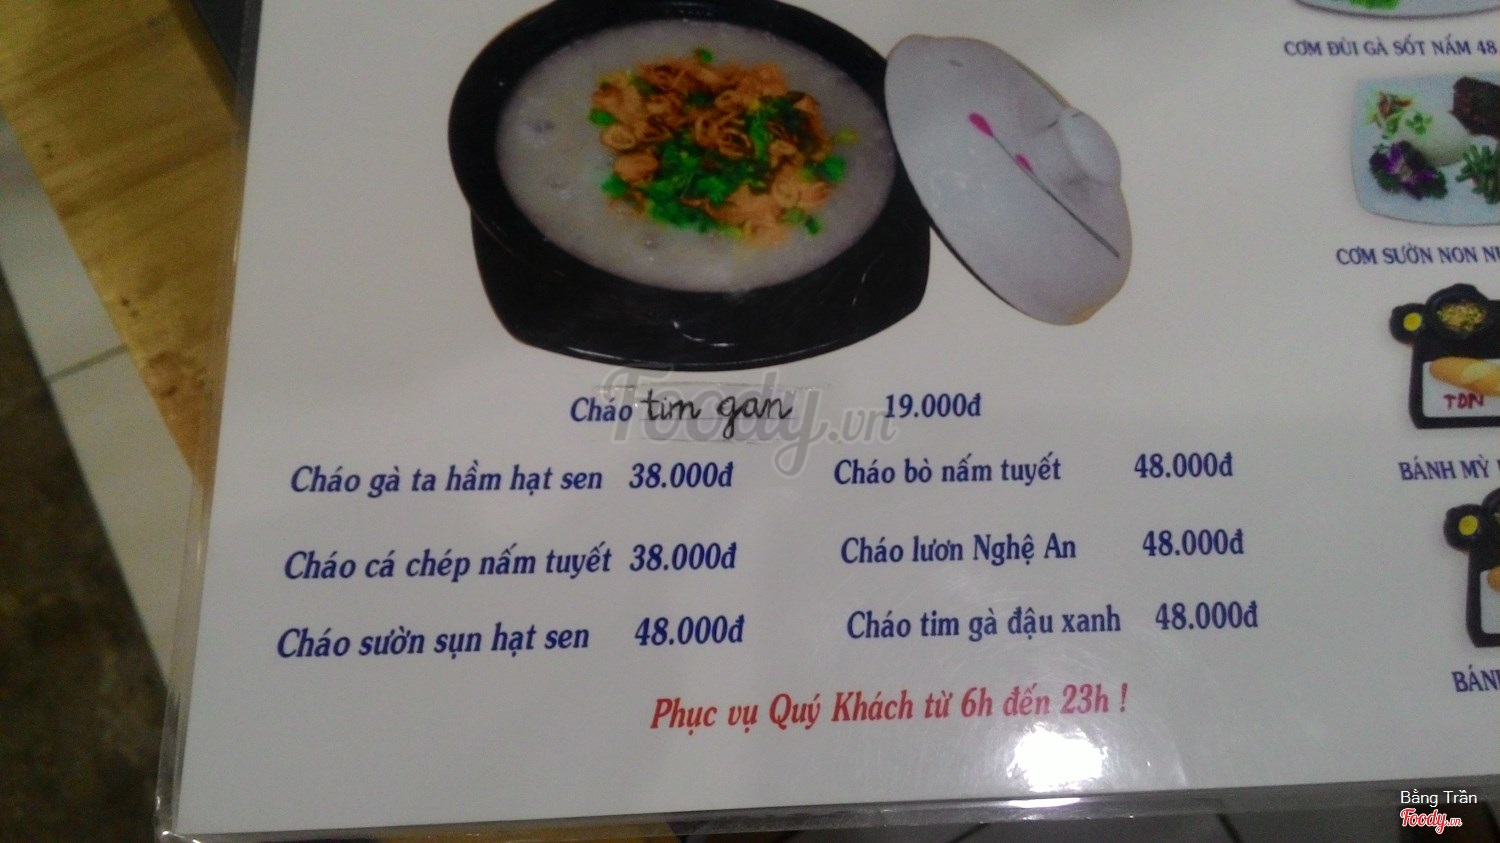 CƠM ĐÙI GÀ SỐT NẤM 48
CƠM SƯỜN NON
TDN
BÁNH MỲ
Cháo tim gan 19.000đ
Cháo gà ta hầm hạt sen 38.000đ
Cháo bò nấm tuyết 48.000đ
Cháo cá chép nấm tuyết 38.000đ
Cháo lươn Nghệ An 48.000đ
Cháo sườn sụn hạt sen 48.000đ
Cháo tim gà đậu xanh 48.000đ
Phục vụ Quý Khách từ 6h đến 23h !
Foody.vn
Bằng Trần
Foody.vn